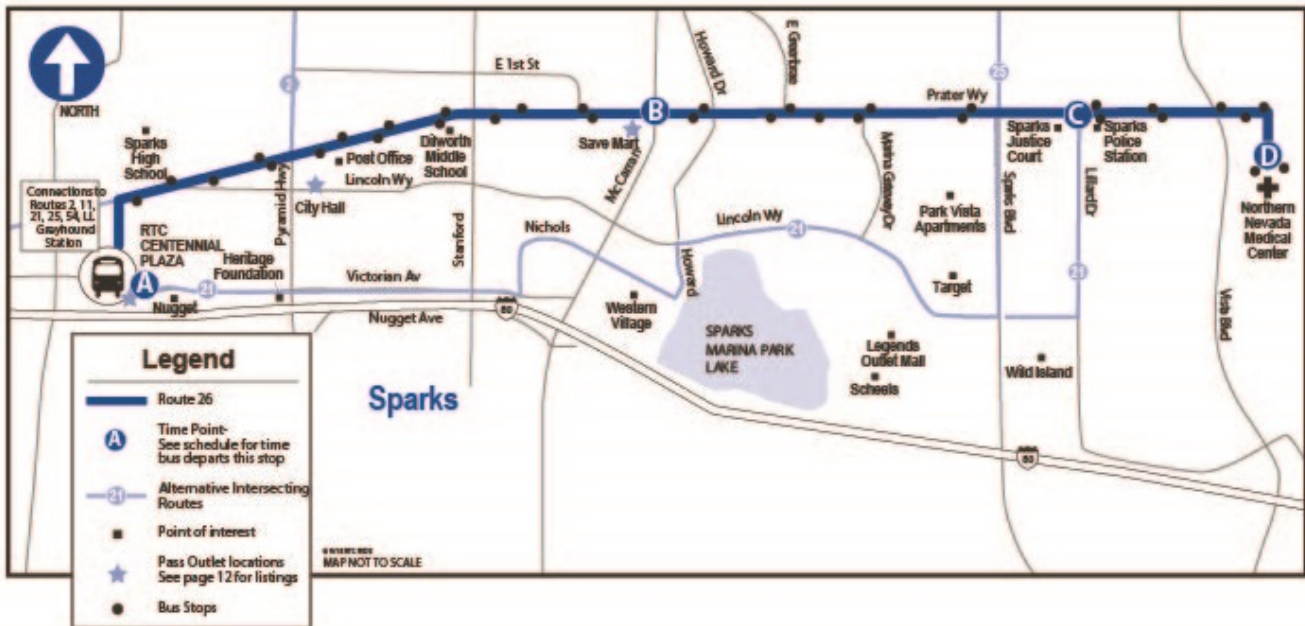 NORTH
E 1st St
Howard Dr
E Greenbrae
2
25
Prater Wy
B
C
D
Sparks
High
School
Post Office
Dilworth
Middle
School
Save Mart
Sparks
Justice
Court
Sparks
Police
Station
Connections to
Routes 2, 11,
21, 25, 54, LL
Greyhound
Station
Lincoln Wy
City Hall
Pyramid Hwy
Stanford
McCarran
Nichols
Howard
Lincoln Wy
21
Park Vista
Apartments
Sparks Blvd
Lillard Dr
21
Northern
Nevada
Medical
Center
Vista Blvd
RTC
CENTENNIAL
PLAZA
A
Heritage
Foundation
Victorian Av
21
Nugget
Nugget Ave
80
Western
Village
SPARKS
MARINA PARK
LAKE
Target
Legends
Outlet Mall
Scheels
Wild Island
80
Sparks
Legend
Route 26
A
Time Point-
See schedule for time
bus departs this stop
21
Alternative Intersecting
Routes
Point of interest
Pass Outlet locations
See page 12 for listings
Bus Stops
MAP NOT TO SCALE